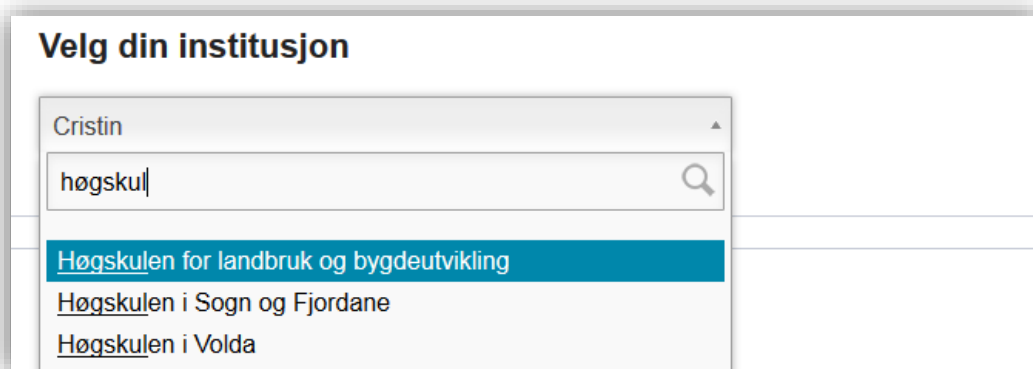 Velg din institusjon
Cristin
høgskul
Høgskulen for landbruk og bygdeutvikling
Høgskulen i Sogn og Fjordane
Høgskulen i Volda